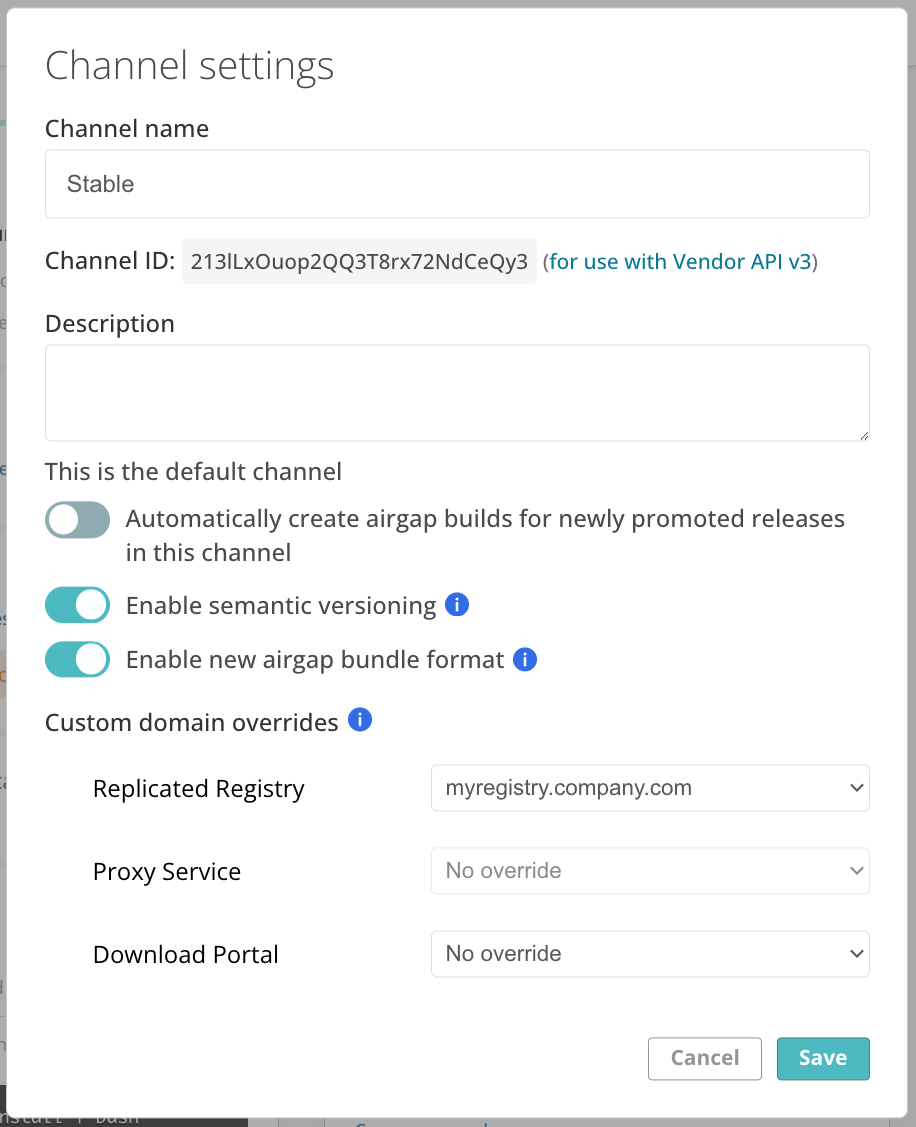 Channel settings
Channel name
Stable
Channel ID: 213lLxOuop2QQ3T8rx72NdCeQy3 (for use with Vendor API v3)
Description
This is the default channel
Automatically create airgap builds for newly promoted releases
in this channel
Enable semantic versioning
Enable new airgap bundle format
Custom domain overrides
Replicated Registry myregistry.company.com
Proxy Service No override
Download Portal No override
Cancel Save